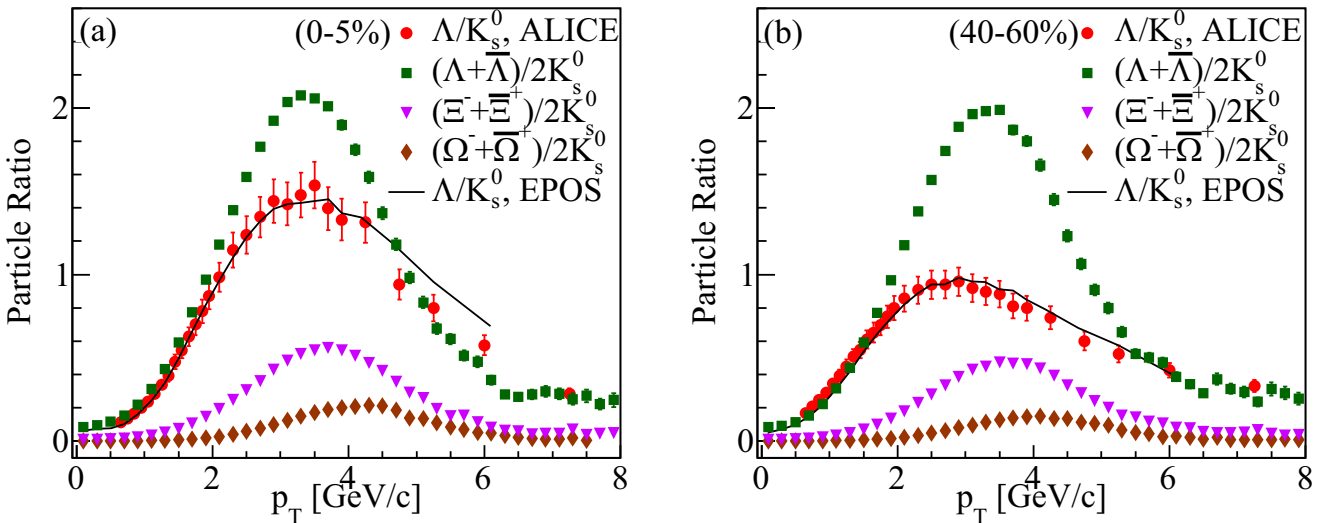 (a)
(0-5%)
Λ/K⁰ₛ, ALICE
(Λ+Λ̅)/2K⁰ₛ
(Ξ⁻+Ξ̅⁺)/2K⁰ₛ
(Ω⁻+Ω̅⁺)/2K⁰ₛ
Λ/K⁰ₛ, EPOS
Particle Ratio
2
1
0
0 2 4 6 8
p_T [GeV/c]
(b)
(40-60%)
Λ/K⁰ₛ, ALICE
(Λ+Λ̅)/2K⁰ₛ
(Ξ⁻+Ξ̅⁺)/2K⁰ₛ
(Ω⁻+Ω̅⁺)/2K⁰ₛ
Λ/K⁰ₛ, EPOS
Particle Ratio
2
1
0
0 2 4 6 8
p_T [GeV/c]